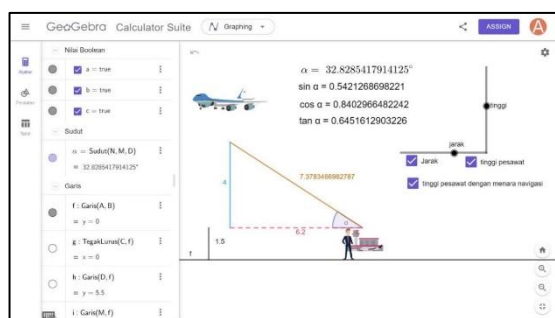 GeoGebra Calculator Suite Graphing ASSIGN A
Nilai Boolean
a = true
b = true
c = true
Sudut
α = Sudut(N, M, D)
= 32.8285417914125°
Garis
f : Garis(A, B)
= y = 0
g : TegakLurus(C, f)
= x = 0
h : Garis(D, f)
= y = 5.5
i : Garis(M, f)
α = 32.8285417914125°
sin α = 0.5421268698221
cos α = 0.8402966482242
tan α = 0.6451612903226
tinggi
jarak
Jarak
tinggi pesawat
tinggi pesawat dengan menara navigasi
7.3783466982787
4
α
6.2
1.5
f